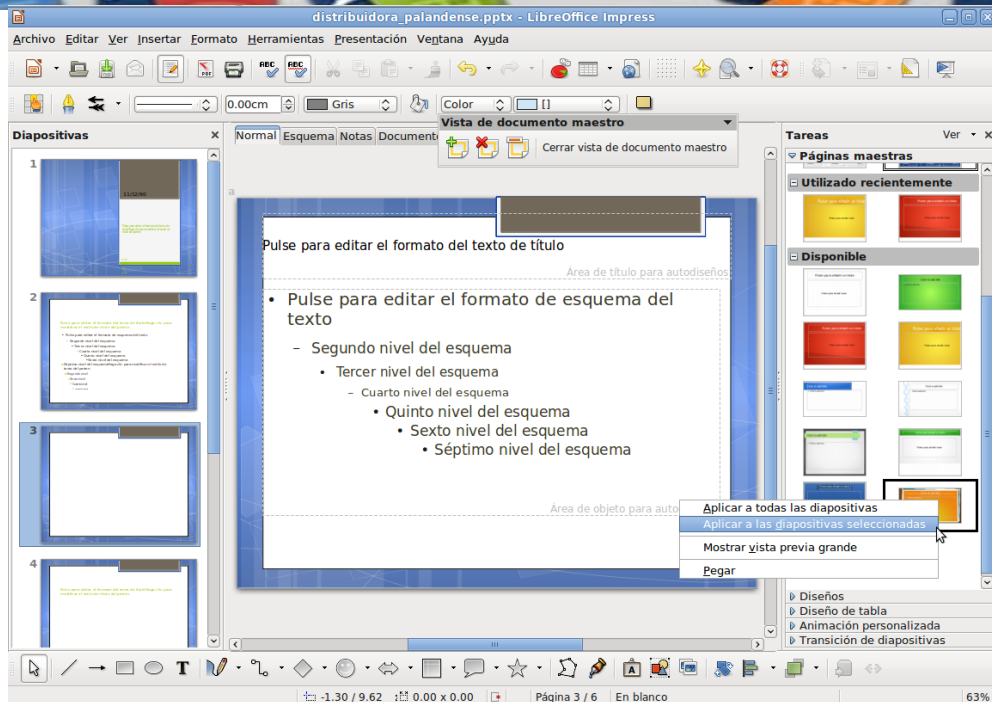 distribuidora_palandense.pptx - LibreOffice Impress
Archivo Editar Ver Insertar Formato Herramientas Presentación Ventana Ayuda
0.00cm Gris Color []
Diapositivas
Normal Esquema Notas Document
Vista de documento maestro
Cerrar vista de documento maestro
Tareas Ver
Páginas maestras
Utilizado recientemente
Disponible
1
2
3
4
a
Pulse para editar el formato del texto de título
Área de título para autodiseños
• Pulse para editar el formato de esquema del
texto
– Segundo nivel del esquema
• Tercer nivel del esquema
– Cuarto nivel del esquema
• Quinto nivel del esquema
• Sexto nivel del esquema
• Séptimo nivel del esquema
Área de objeto para auto
Aplicar a todas las diapositivas
Aplicar a las diapositivas seleccionadas
Mostrar vista previa grande
Pegar
Diseños
Diseño de tabla
Animación personalizada
Transición de diapositivas
-1.30 / 9.62 0.00 x 0.00 Página 3 / 6 En blanco 63%